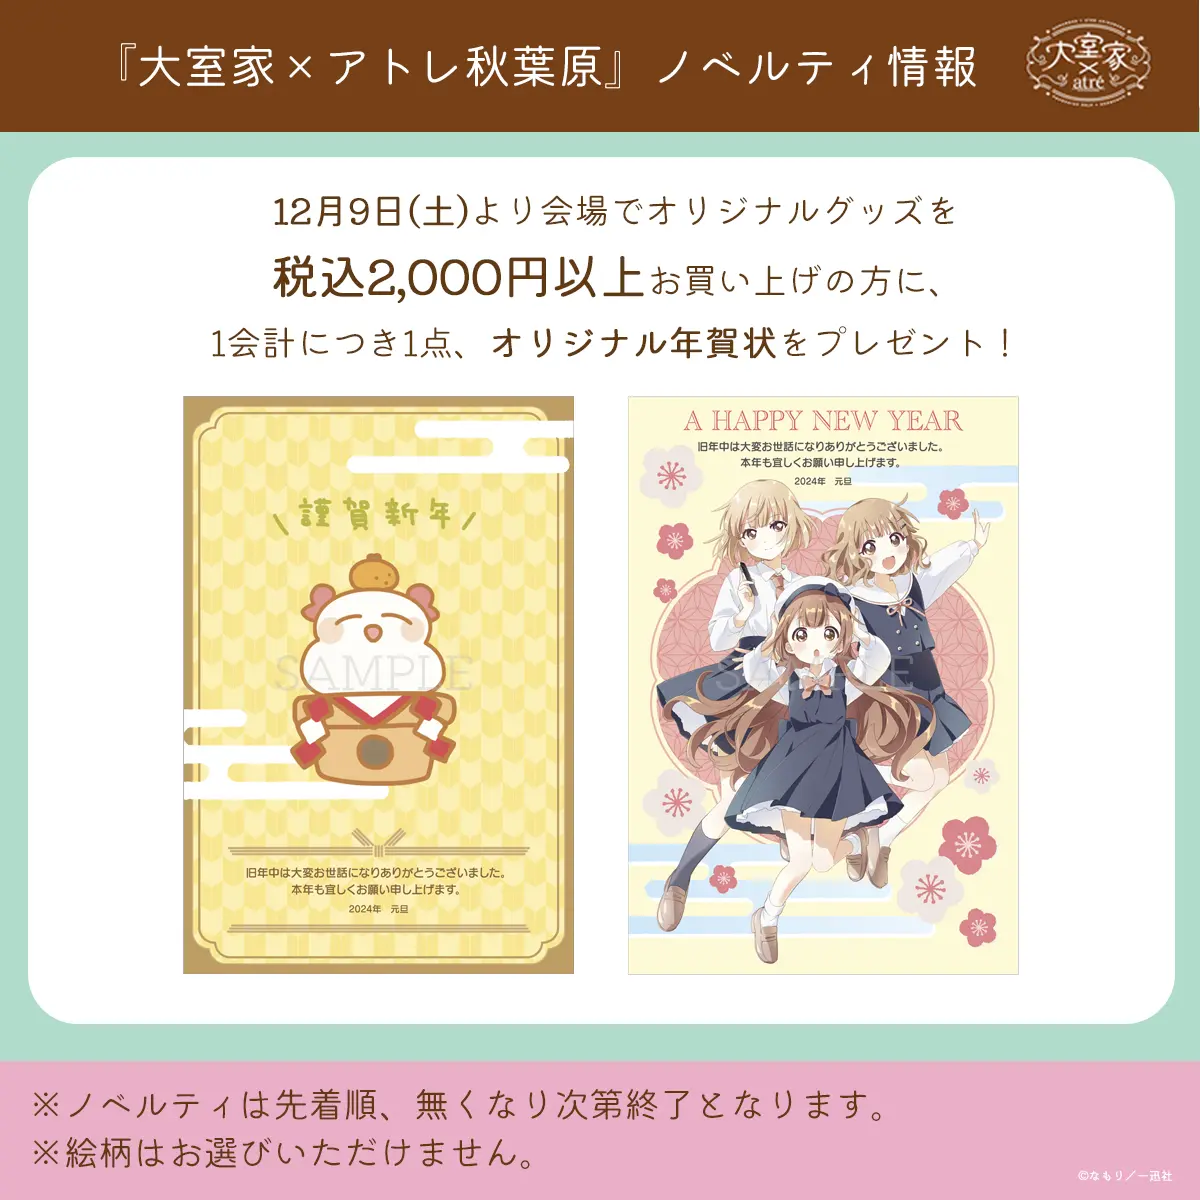 『大室家×アトレ秋葉原』ノベルティ情報
大室家
×
atré
12月9日(土)より会場でオリジナルグッズを
税込2,000円以上お買い上げの方に、
1会計につき1点、オリジナル年賀状をプレゼント！
謹賀新年
SAMPLE
旧年中は大変お世話になりありがとうございました。
本年も宜しくお願い申し上げます。
2024年 元旦
A HAPPY NEW YEAR
旧年中は大変お世話になりありがとうございました。
本年も宜しくお願い申し上げます。
2024年 元旦
SAMPLE
※ノベルティは先着順、無くなり次第終了となります。
※絵柄はお選びいただけません。
©なもり／一迅社